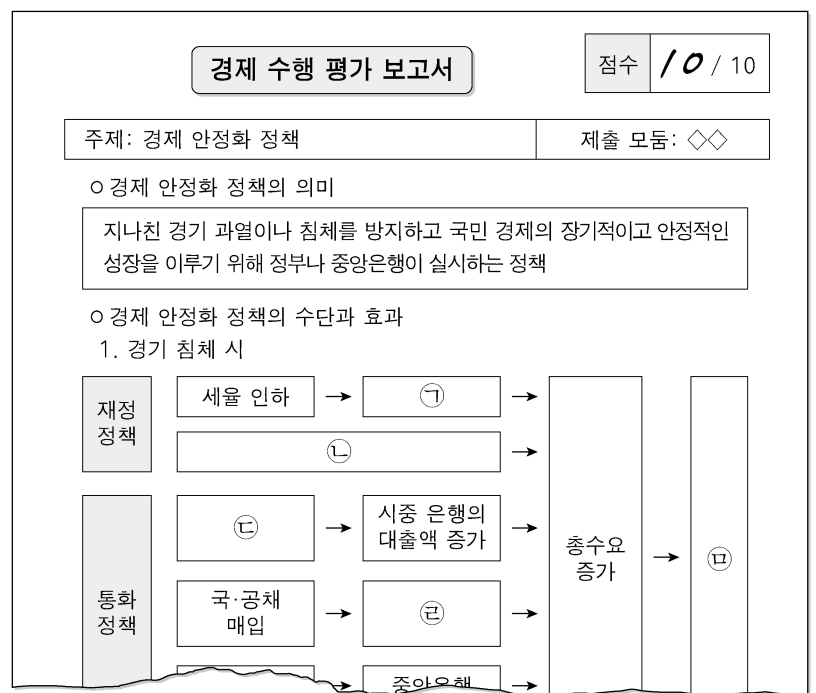 경제 수행 평가 보고서
점수 10 / 10
주제: 경제 안정화 정책 제출 모둠: ◇◇
○ 경제 안정화 정책의 의미
지나친 경기 과열이나 침체를 방지하고 국민 경제의 장기적이고 안정적인
성장을 이루기 위해 정부나 중앙은행이 실시하는 정책
○ 경제 안정화 정책의 수단과 효과
1. 경기 침체 시
재정
정책
세율 인하 → ㉠ →
㉡ →
통화
정책
㉢ →
시중 은행의
대출액 증가 →
국·공채
매입 → ㉣ →
→ 중앙은행 →
총수요
증가 → ㉤